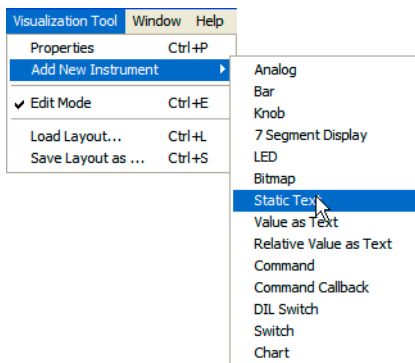 Visualization Tool Window Help
Properties Ctrl+P
Add New Instrument
Edit Mode Ctrl+E
Load Layout... Ctrl+L
Save Layout as ... Ctrl+S
Analog
Bar
Knob
7 Segment Display
LED
Bitmap
Static Text
Value as Text
Relative Value as Text
Command
Command Callback
DIL Switch
Switch
Chart